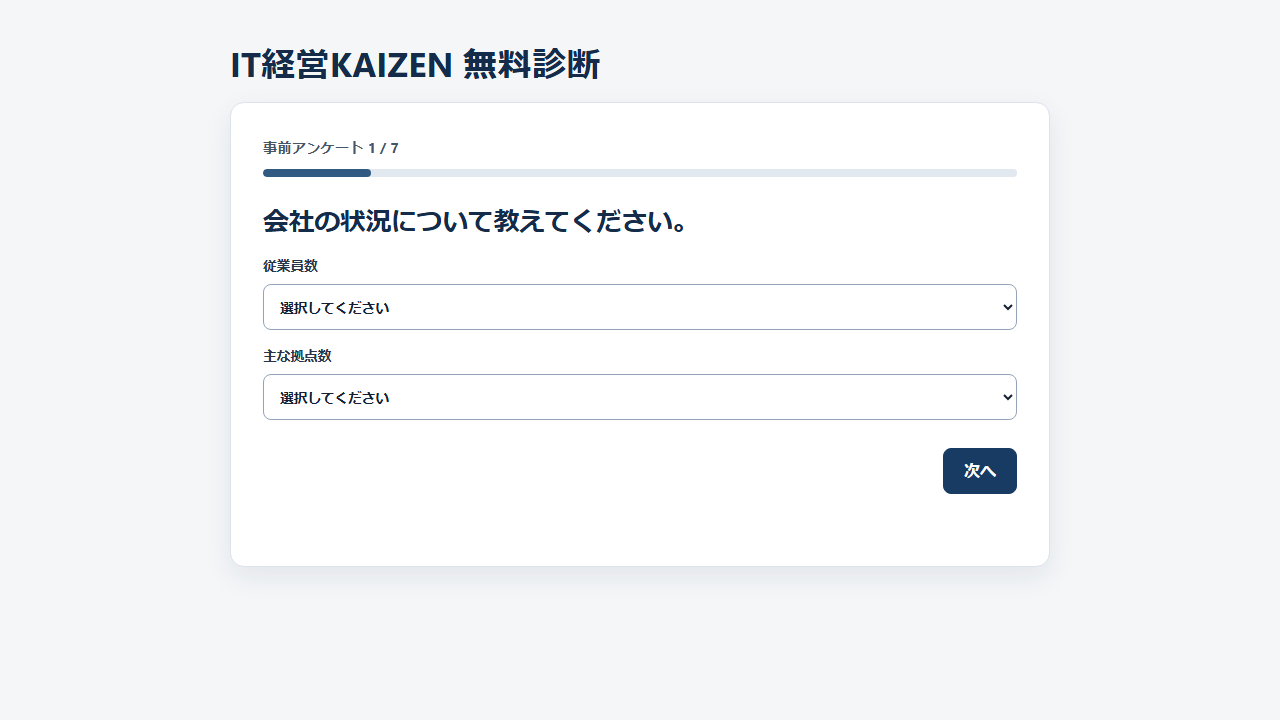 IT経営KAIZEN 無料診断
事前アンケート 1 / 7
会社の状況について教えてください。
従業員数
選択してください
主な拠点数
選択してください
次へ